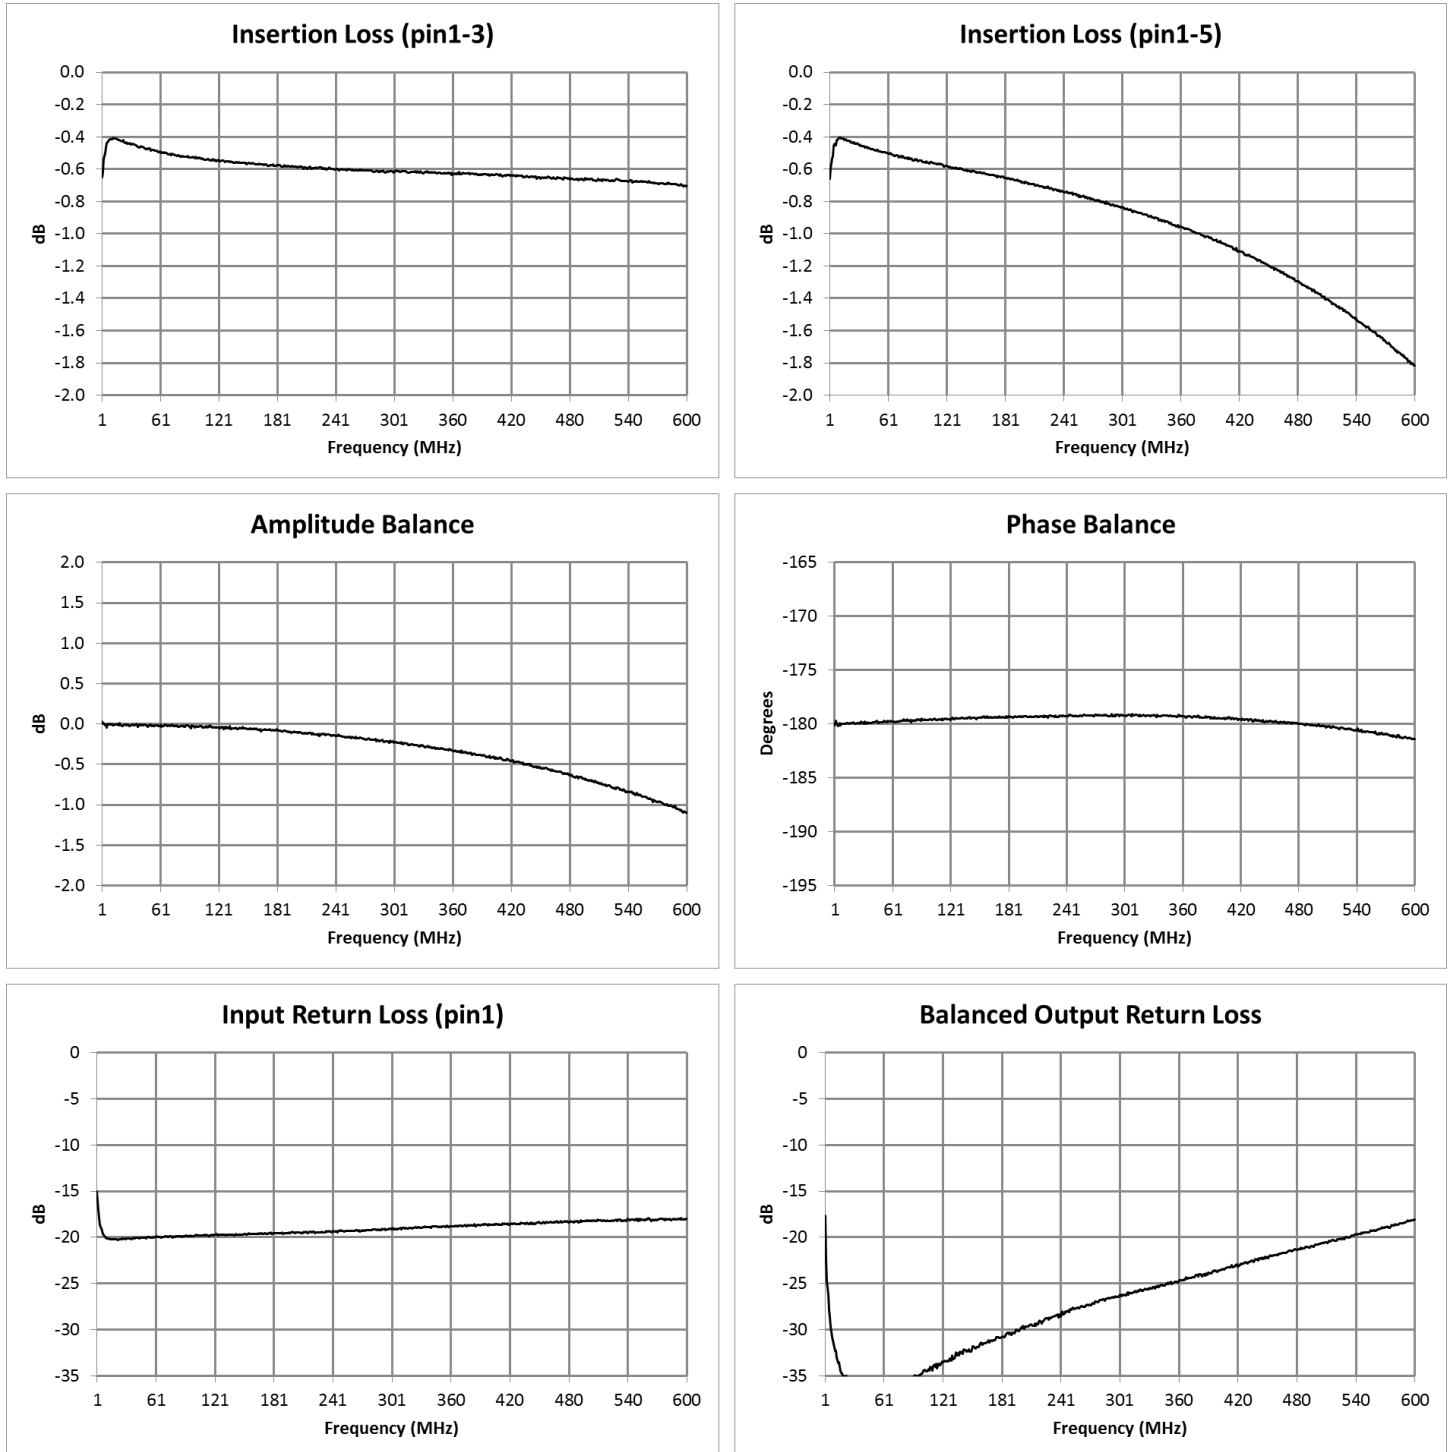 Insertion Loss (pin1-3)
0.0
-0.2
-0.4
-0.6
-0.8
-1.0
-1.2
-1.4
-1.6
-1.8
-2.0
dB
1 61 121 181 241 301 360 420 480 540 600
Frequency (MHz)
Insertion Loss (pin1-5)
0.0
-0.2
-0.4
-0.6
-0.8
-1.0
-1.2
-1.4
-1.6
-1.8
-2.0
dB
1 61 121 181 241 301 360 420 480 540 600
Frequency (MHz)
Amplitude Balance
2.0
1.5
1.0
0.5
0.0
-0.5
-1.0
-1.5
-2.0
dB
1 61 121 181 241 301 360 420 480 540 600
Frequency (MHz)
Phase Balance
-165
-170
-175
-180
-185
-190
-195
Degrees
1 61 121 181 241 301 360 420 480 540 600
Frequency (MHz)
Input Return Loss (pin1)
0
-5
-10
-15
-20
-25
-30
-35
dB
1 61 121 181 241 301 360 420 480 540 600
Frequency (MHz)
Balanced Output Return Loss
0
-5
-10
-15
-20
-25
-30
-35
dB
1 61 121 181 241 301 360 420 480 540 600
Frequency (MHz)